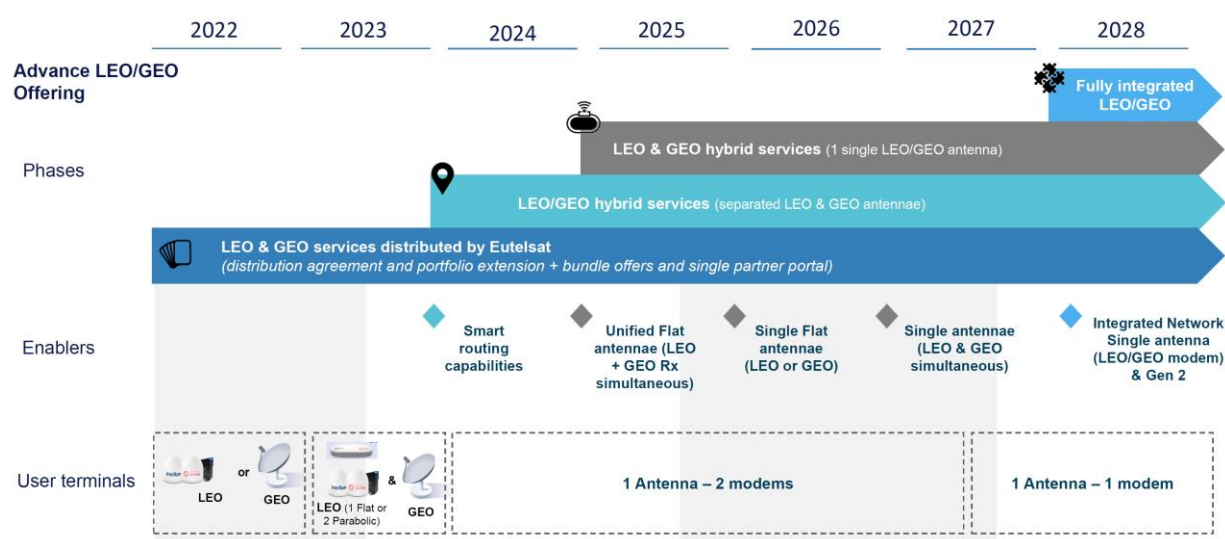 2022
2023
2024
2025
2026
2027
2028
Advance LEO/GEO
Offering
Fully integrated
LEO/GEO
Phases
LEO & GEO hybrid services (1 single LEO/GEO antenna)
LEO/GEO hybrid services (separated LEO & GEO antennae)
LEO & GEO services distributed by Eutelsat
(distribution agreement and portfolio extension + bundle offers and single partner portal)
Enablers
Smart
routing
capabilities
Unified Flat
antennae (LEO
+ GEO Rx
simultaneous)
Single Flat
antennae
(LEO or GEO)
Single antennae
(LEO & GEO
simultaneous)
Integrated Network
Single antenna
(LEO/GEO modem)
& Gen 2
User terminals
LEO
or
GEO
LEO (1 Flat or
2 Parabolic)
&
GEO
1 Antenna – 2 modems
1 Antenna – 1 modem